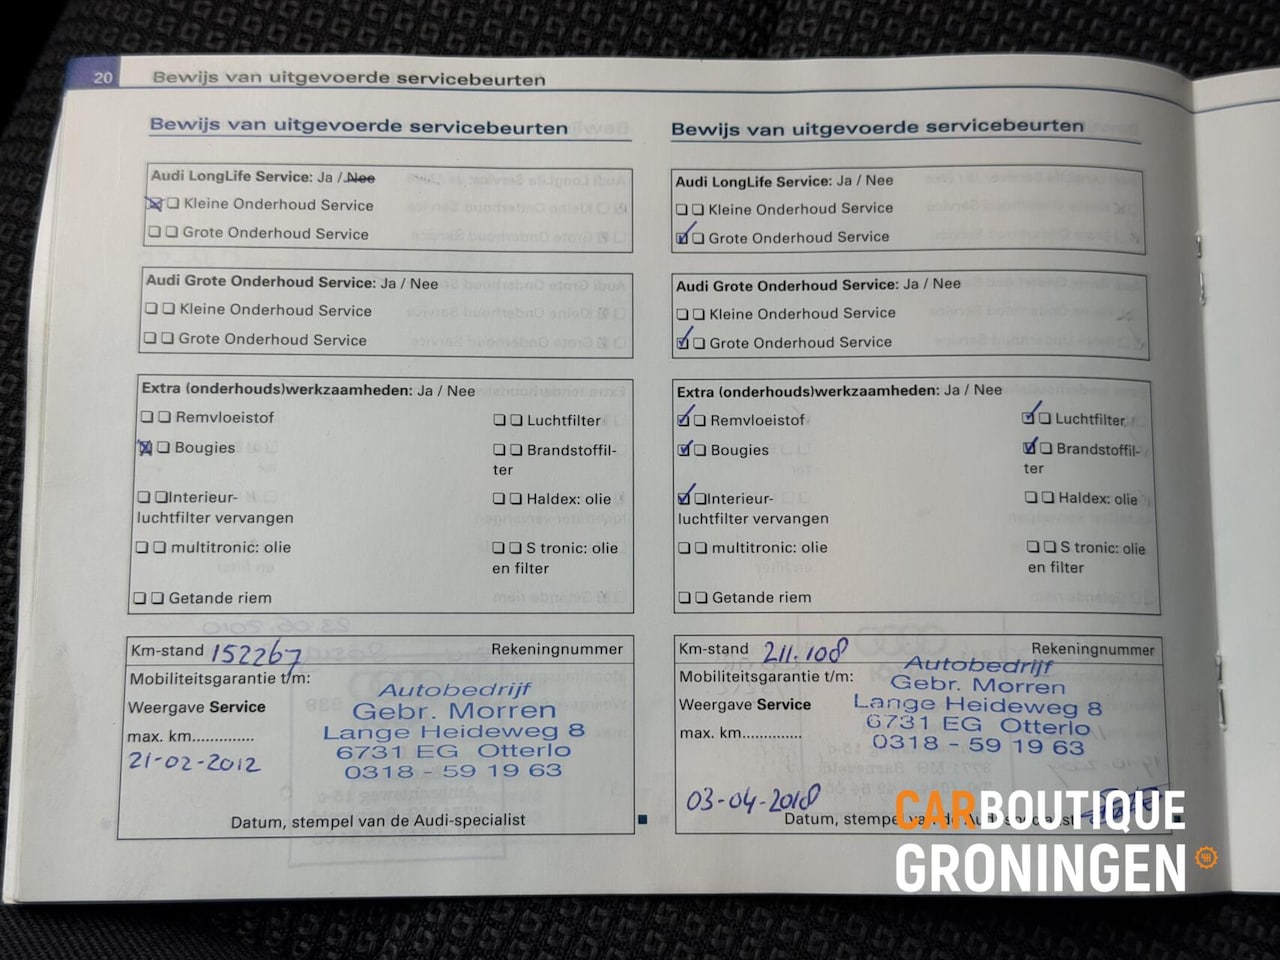 20
Bewijs van uitgevoerde servicebeurten
Bewijs van uitgevoerde servicebeurten
Audi LongLife Service: Ja / Nee
Kleine Onderhoud Service
Grote Onderhoud Service
Audi Grote Onderhoud Service: Ja / Nee
Kleine Onderhoud Service
Grote Onderhoud Service
Extra (onderhouds)werkzaamheden: Ja / Nee
Remvloeistof
Luchtfilter
Bougies
Brandstoffil-
ter
Interieur-
luchtfilter vervangen
Haldex: olie
multitronic: olie
S tronic: olie
en filter
Getande riem
Km-stand 152267
Rekeningnummer
Mobiliteitsgarantie t/m:
Weergave Service
max. km..............
21-02-2012
Autobedrijf
Gebr. Morren
Lange Heideweg 8
6731 EG Otterlo
0318 - 59 19 63
Datum, stempel van de Audi-specialist
Bewijs van uitgevoerde servicebeurten
Audi LongLife Service: Ja / Nee
Kleine Onderhoud Service
Grote Onderhoud Service
Audi Grote Onderhoud Service: Ja / Nee
Kleine Onderhoud Service
Grote Onderhoud Service
Extra (onderhouds)werkzaamheden: Ja / Nee
Remvloeistof
Luchtfilter
Bougies
Brandstoffil-
ter
Interieur-
luchtfilter vervangen
Haldex: olie
multitronic: olie
S tronic: olie
en filter
Getande riem
Km-stand 211.108
Rekeningnummer
Mobiliteitsgarantie t/m:
Weergave Service
max. km..............
Autobedrijf
Gebr. Morren
Lange Heideweg 8
6731 EG Otterlo
0318 - 59 19 63
03-04-2018
Datum, stempel van de Audi-specialist
CARBOUTIQUE
GRONINGEN